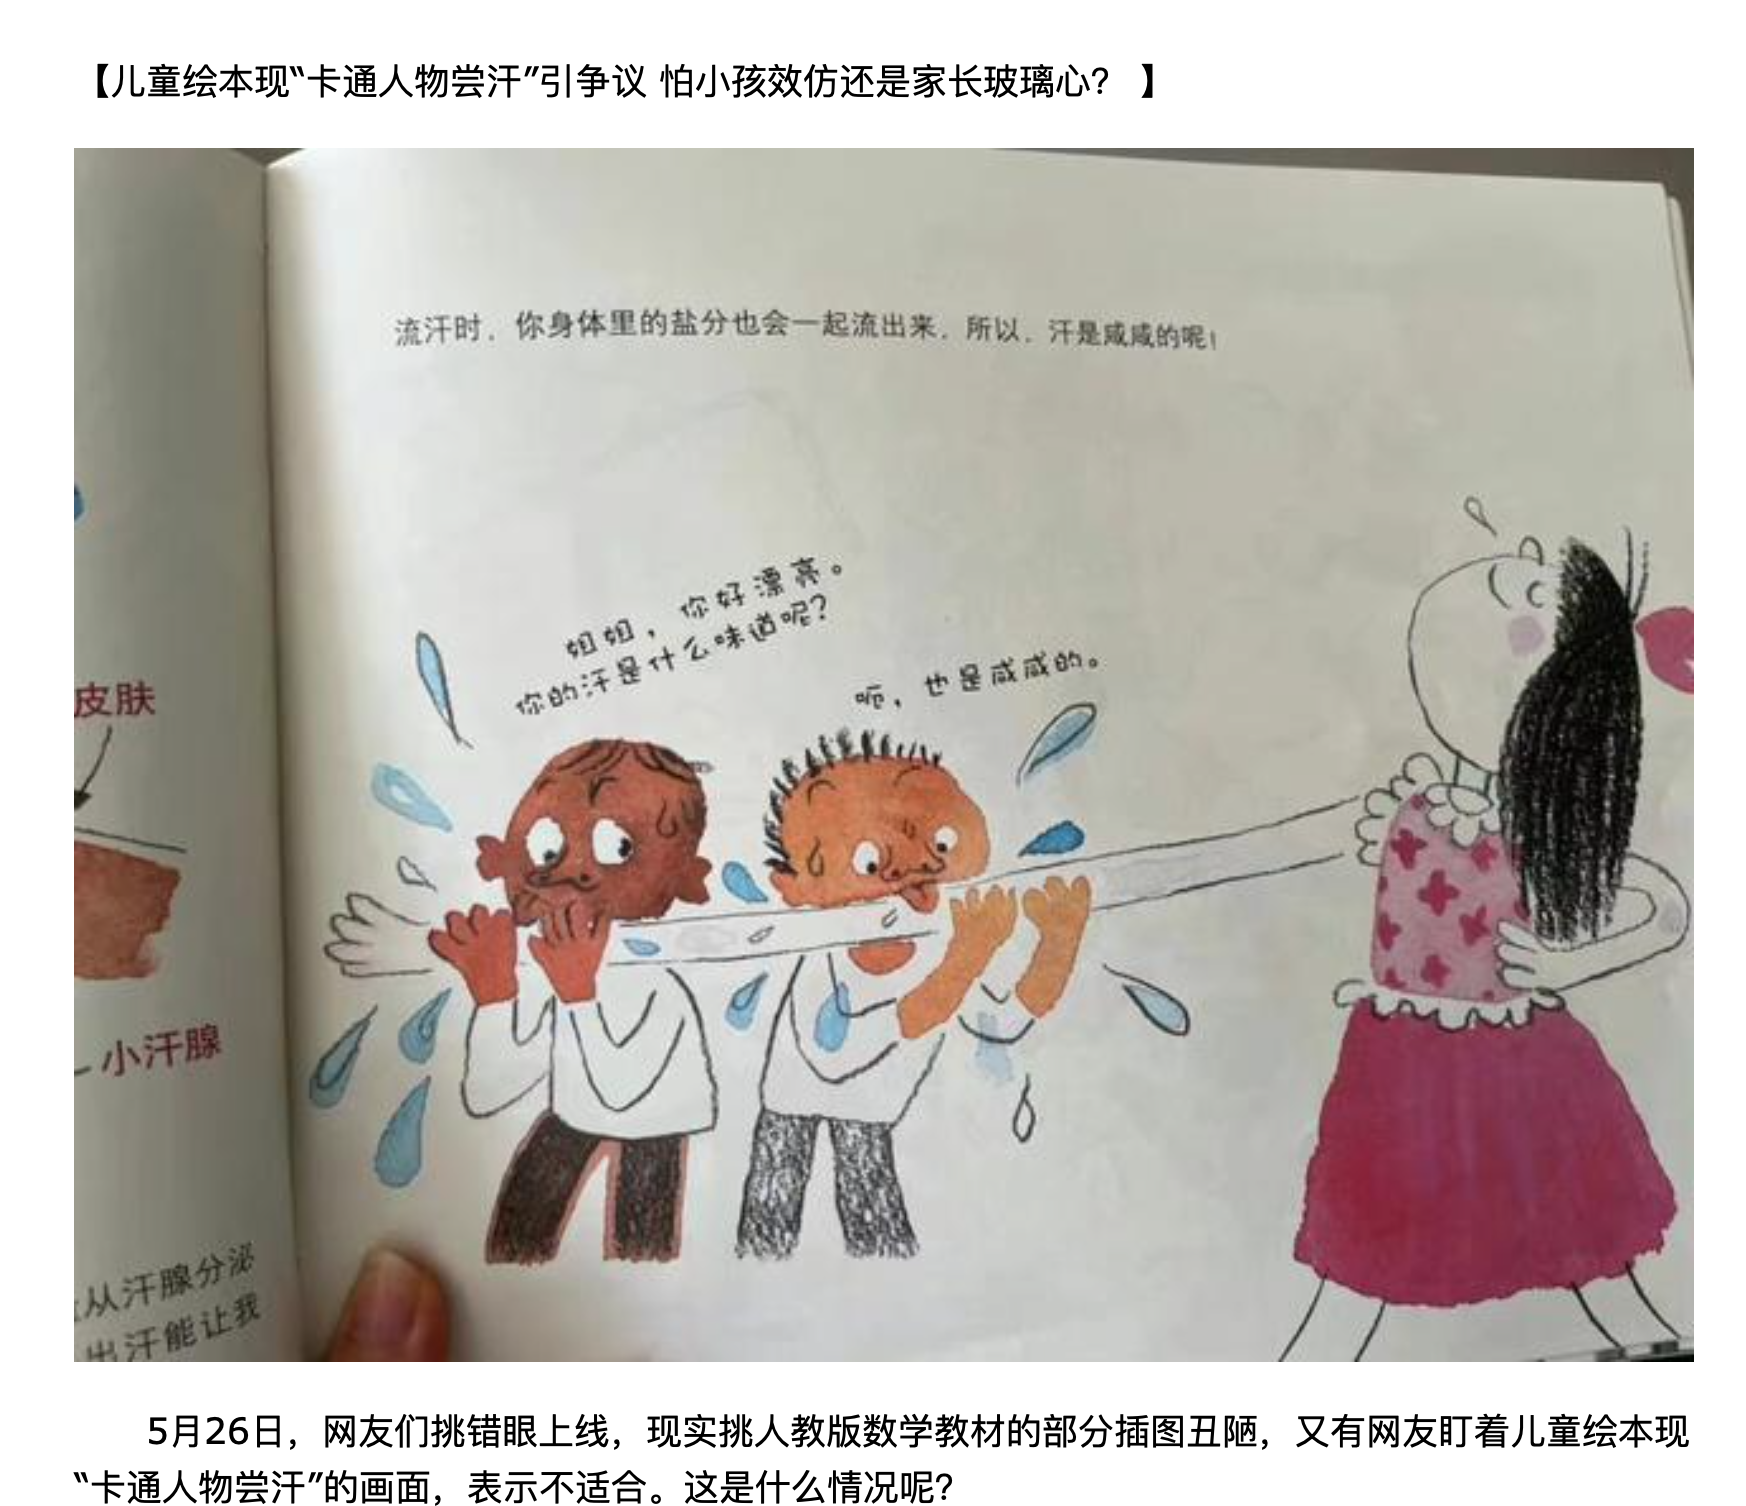 【儿童绘本现“卡通人物尝汗”引争议 怕小孩效仿还是家长玻璃心？ 】
流汗时，你身体里的盐分也会一起流出来，所以，汗是咸咸的呢！
姐姐，你好漂亮。
你的汗是什么味道呢？
呃，也是咸咸的。
皮肤
小汗腺
从汗腺分泌
出汗能让我
5月26日，网友们挑错眼上线，现实挑人教版数学教材的部分插图丑陋，又有网友盯着儿童绘本现
“卡通人物尝汗”的画面，表示不适合。这是什么情况呢？